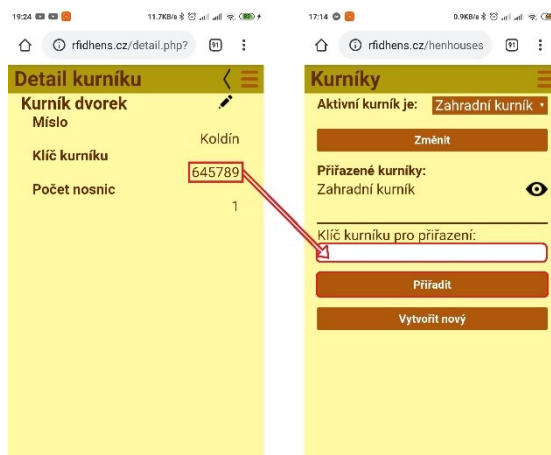 19:24
11.7KB/s
rfidhens.cz/detail.php?
91
Detail kurníku
Kurník dvorek
Míslo
Koldín
Klíč kurníku
645789
Počet nosnic
1
17:14
0.9KB/s
rfidhens.cz/henhouses
91
Kurníky
Aktivní kurník je: Zahradní kurník
Změnit
Přiřazené kurníky:
Zahradní kurník
Klíč kurníku pro přiřazení:
Přiřadit
Vytvořit nový